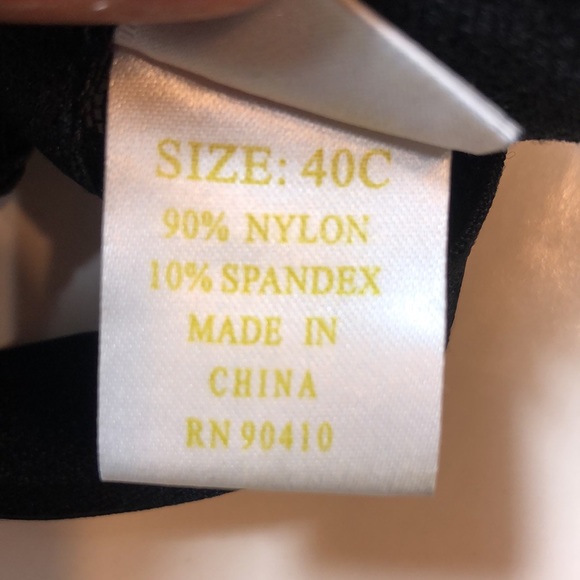 SIZE: 40C
90% NYLON
10% SPANDEX
MADE IN
CHINA
RN 90410